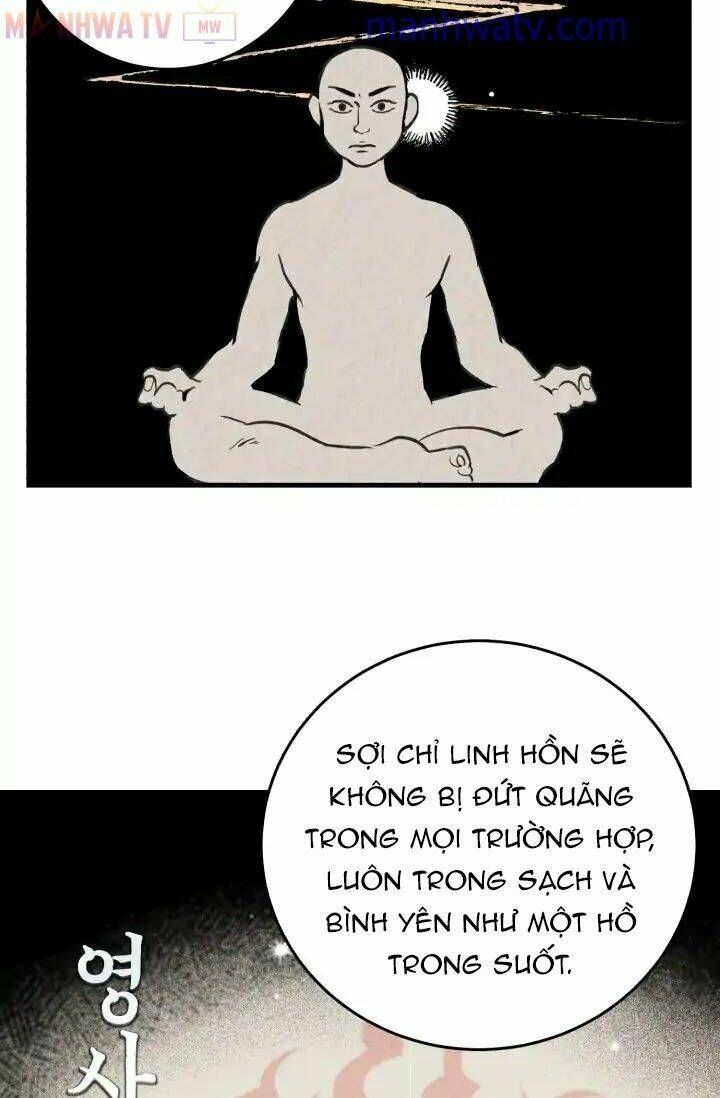 MANHWA TV MW
manhwatv.com
SỢI CHỈ LINH HỒN SẼ
KHÔNG BỊ ĐỨT QUÃNG
TRONG MỌI TRƯỜNG HỢP,
LUÔN TRONG SẠCH VÀ
BÌNH YÊN NHƯ MỘT HỒ
TRONG SUỐT.
영
사